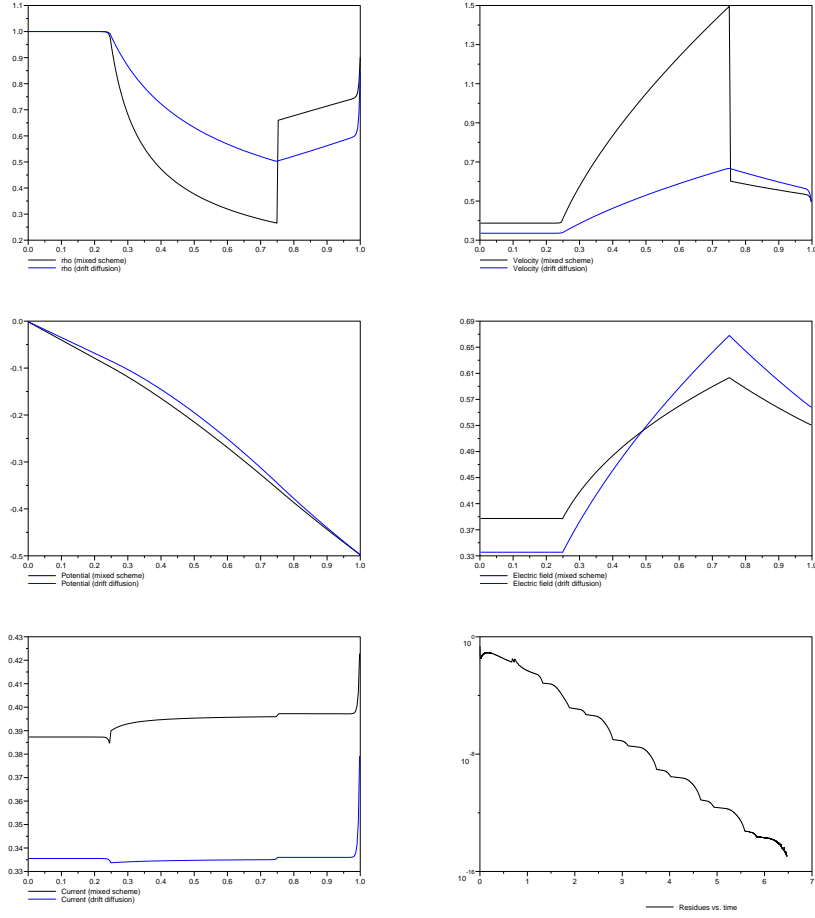 1.1
1.0
0.9
0.8
0.7
0.6
0.5
0.4
0.3
0.2
0.0 0.1 0.2 0.3 0.4 0.5 0.6 0.7 0.8 0.9 1.0
rho (mixed scheme)
rho (drift diffusion)
1.5
1.3
1.1
0.9
0.7
0.5
0.3
0.0 0.1 0.2 0.3 0.4 0.5 0.6 0.7 0.8 0.9 1.0
Velocity (mixed scheme)
Velocity (drift diffusion)
0.0
-0.1
-0.2
-0.3
-0.4
-0.5
0.0 0.1 0.2 0.3 0.4 0.5 0.6 0.7 0.8 0.9 1.0
Potential (mixed scheme)
Potential (drift diffusion)
0.69
0.65
0.61
0.57
0.53
0.49
0.45
0.41
0.37
0.33
0.0 0.1 0.2 0.3 0.4 0.5 0.6 0.7 0.8 0.9 1.0
Electric field (mixed scheme)
Electric field (drift diffusion)
0.43
0.42
0.41
0.40
0.39
0.38
0.37
0.36
0.35
0.34
0.33
0.0 0.1 0.2 0.3 0.4 0.5 0.6 0.7 0.8 0.9 1.0
Current (mixed scheme)
Current (drift diffusion)
10 0
10 -8
10 -16
0 1 2 3 4 5 6 7
Residues vs. time